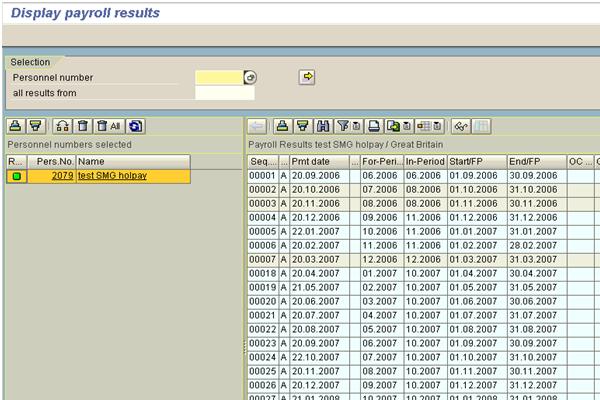 Display payroll results
Selection
Personnel number
all results from
All
Personnel numbers selected
R... Pers.No. Name
2079 test SMG holpay
Payroll Results test SMG holpay / Great Britain
Seq.... ... Pmt date ... For-Peri... In-Period Start/FP End/FP OC ...
00001 A 20.09.2006 06.2006 06.2006 01.09.2006 30.09.2006
00002 A 20.10.2006 07.2006 08.2006 01.10.2006 31.10.2006
00003 A 20.11.2006 08.2006 08.2006 01.11.2006 30.11.2006
00004 A 20.12.2006 09.2006 11.2006 01.12.2006 31.12.2006
00005 A 22.01.2007 10.2006 11.2006 01.01.2007 31.01.2007
00006 A 20.02.2007 11.2006 11.2006 01.02.2007 28.02.2007
00007 A 20.03.2007 12.2006 12.2006 01.03.2007 31.03.2007
00018 A 20.04.2007 01.2007 10.2007 01.04.2007 30.04.2007
00019 A 21.05.2007 02.2007 10.2007 01.05.2007 31.05.2007
00020 A 20.06.2007 03.2007 10.2007 01.06.2007 30.06.2007
00021 A 20.07.2007 04.2007 10.2007 01.07.2007 31.07.2007
00022 A 20.08.2007 05.2007 10.2007 01.08.2007 31.08.2007
00023 A 20.09.2007 06.2007 10.2007 01.09.2007 30.09.2007
00024 A 22.10.2007 07.2007 10.2007 01.10.2007 31.10.2007
00025 A 20.11.2007 08.2007 10.2007 01.11.2007 30.11.2007
00026 A 20.12.2007 09.2007 10.2007 01.12.2007 31.12.2007
00027 A 21.01.2008 10.2007 10.2007 01.01.2008 31.01.2008